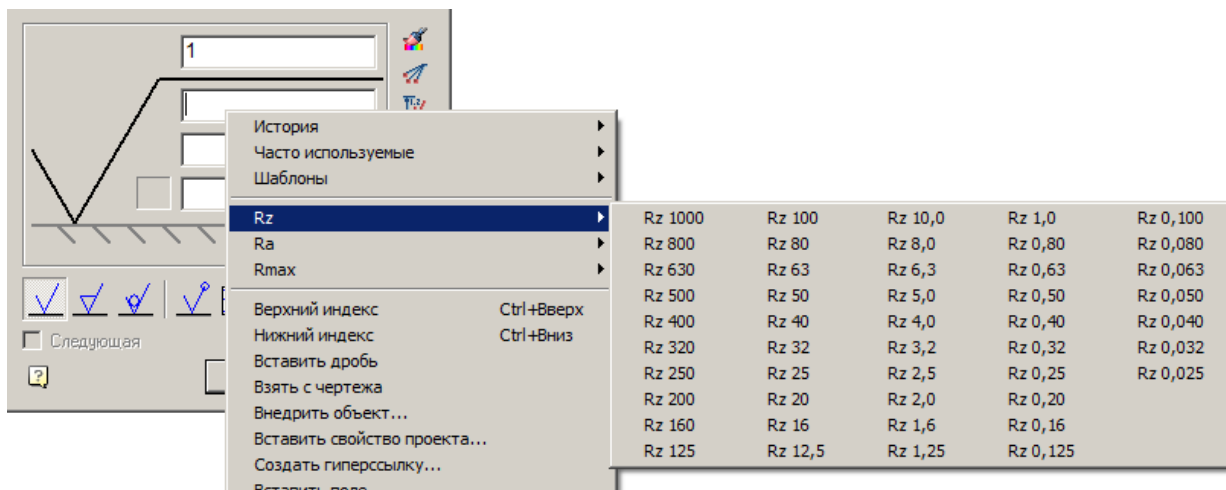 1
1,2
История
Часто используемые
Шаблоны
Rz
Ra
Rmax
Верхний индекс Ctrl+Вверх
Нижний индекс Ctrl+Вниз
Вставить дробь
Взять с чертежа
Внедрить объект...
Вставить свойство проекта...
Создать гиперссылку...
Вставить поле
Rz 1000 Rz 100 Rz 10,0 Rz 1,0 Rz 0,100
Rz 800 Rz 80 Rz 8,0 Rz 0,80 Rz 0,080
Rz 630 Rz 63 Rz 6,3 Rz 0,63 Rz 0,063
Rz 500 Rz 50 Rz 5,0 Rz 0,50 Rz 0,050
Rz 400 Rz 40 Rz 4,0 Rz 0,40 Rz 0,040
Rz 320 Rz 32 Rz 3,2 Rz 0,32 Rz 0,032
Rz 250 Rz 25 Rz 2,5 Rz 0,25 Rz 0,025
Rz 200 Rz 20 Rz 2,0 Rz 0,20
Rz 160 Rz 16 Rz 1,6 Rz 0,16
Rz 125 Rz 12,5 Rz 1,25 Rz 0,125
Следующая
?